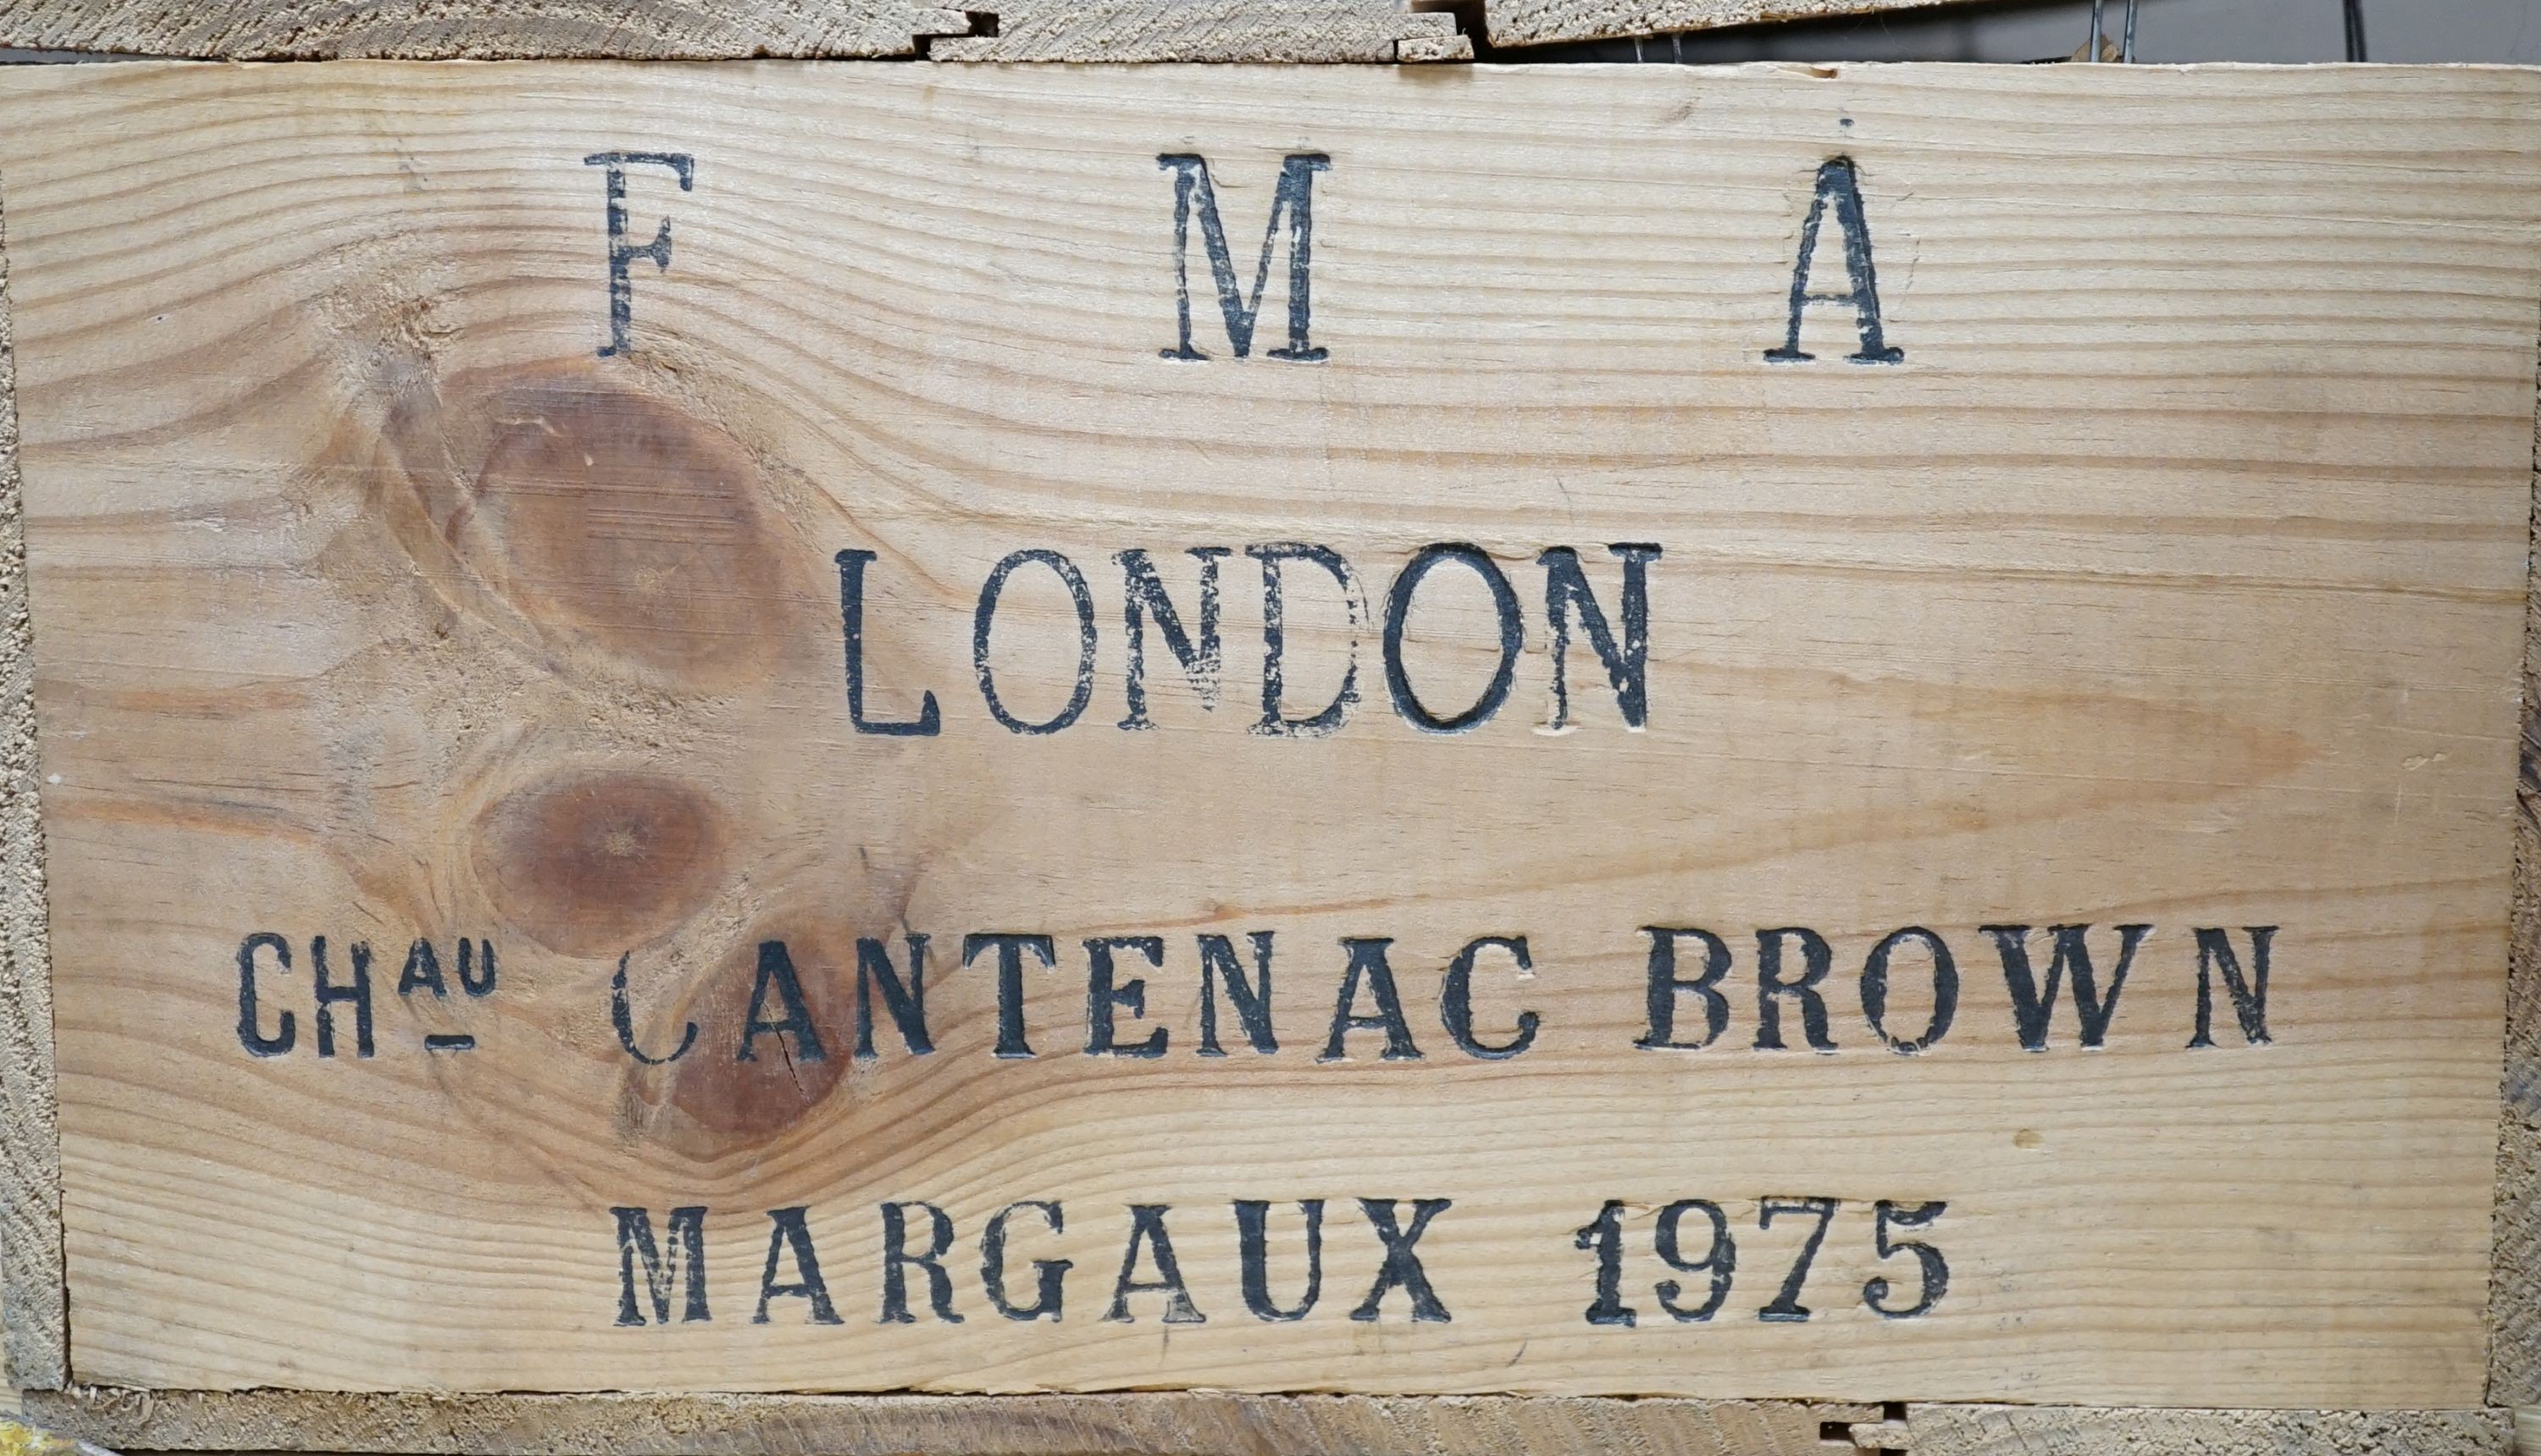 F M A
LONDON
CHAU CANTENAC BROWN
MARGAUX 1975